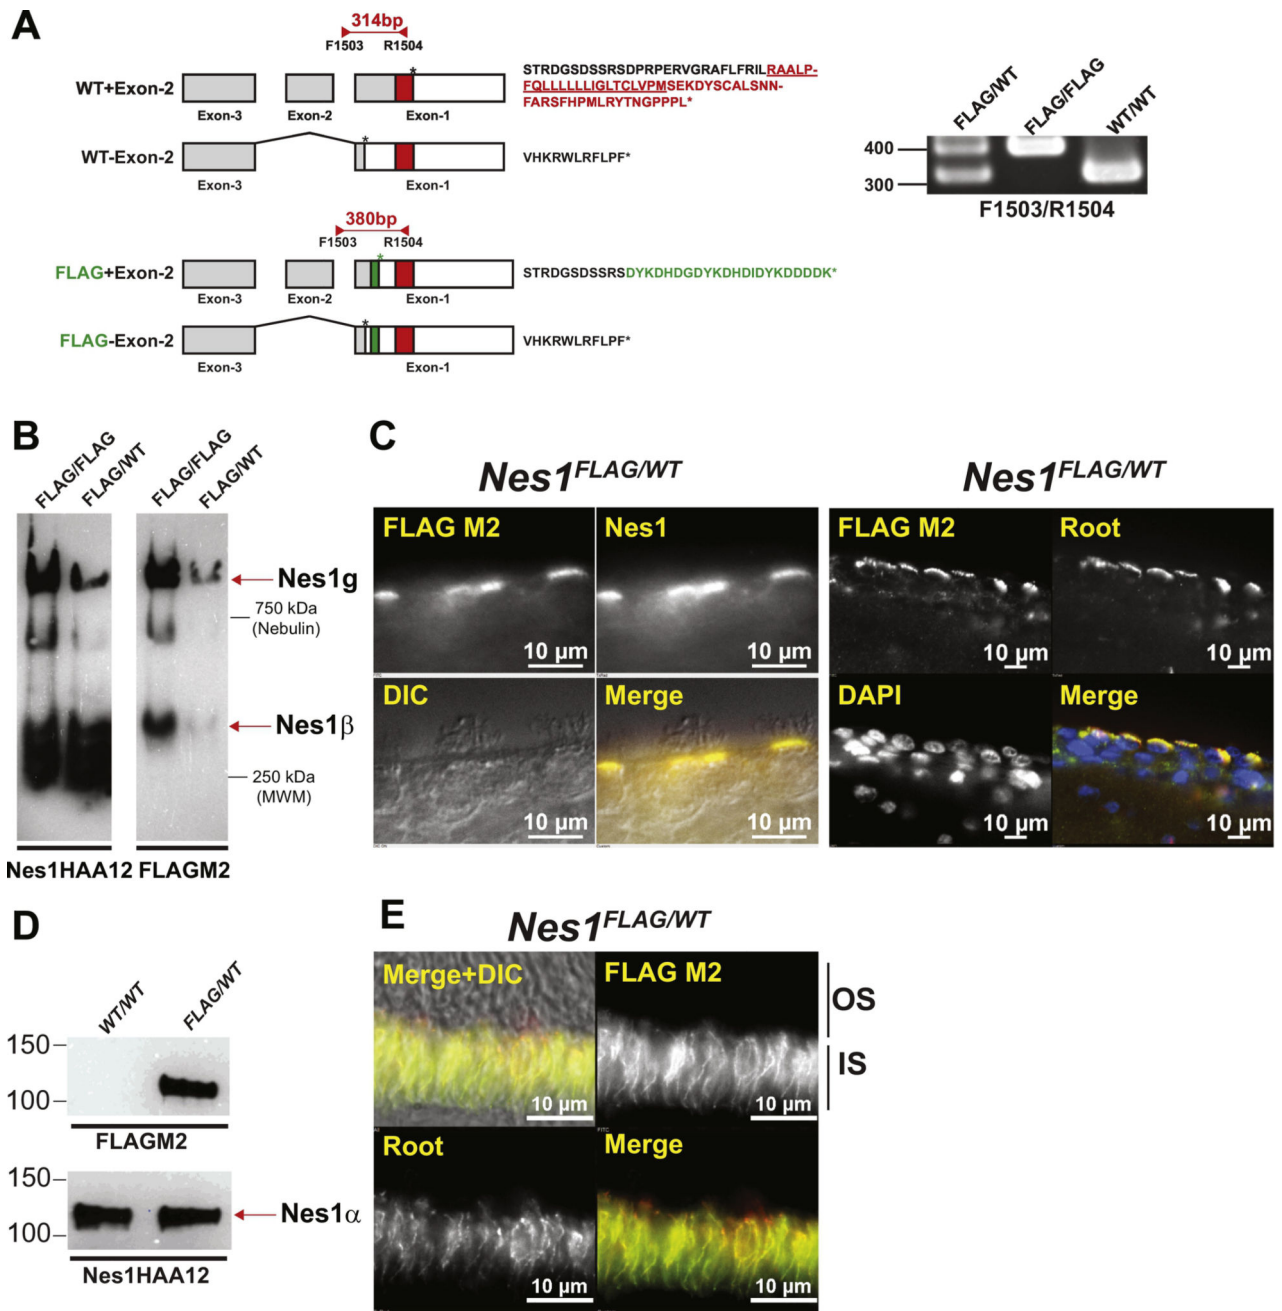 A
314bp
F1503 R1504
WT+Exon-2
*
Exon-3 Exon-2 Exon-1
STRDGSDSSRSDPRPERVGRAFLFRILRAALP-
FQLLLLLLIGLTCLVPMSEKDYSCALSNN-
FARSFHPMLRYTNGPPPL*
WT-Exon-2
*
Exon-3 Exon-1
VHKRWLRFLPF*
380bp
F1503 R1504
FLAG+Exon-2
*
Exon-3 Exon-2 Exon-1
STRDGSDSSRSDYKDHDGDYKDHDIDYKDDDDK*
FLAG-Exon-2
*
Exon-3 Exon-1
VHKRWLRFLPF*
FLAG/WT FLAG/FLAG WT/WT
400
300
F1503/R1504
B
FLAG/FLAG FLAG/WT FLAG/FLAG FLAG/WT
Nes1g
750 kDa
(Nebulin)
Nes1β
250 kDa
(MWM)
Nes1HAA12 FLAGM2
C
Nes1FLAG/WT
FLAG M2 Nes1
10 µm 10 µm
DIC Merge
10 µm 10 µm
Nes1FLAG/WT
FLAG M2 Root
10 µm 10 µm
DAPI Merge
10 µm 10 µm
D
WT/WT FLAG/WT
150
100
FLAGM2
150
100
Nes1α
Nes1HAA12
E
Nes1FLAG/WT
Merge+DIC FLAG M2
OS
IS
10 µm 10 µm
Root Merge
10 µm 10 µm